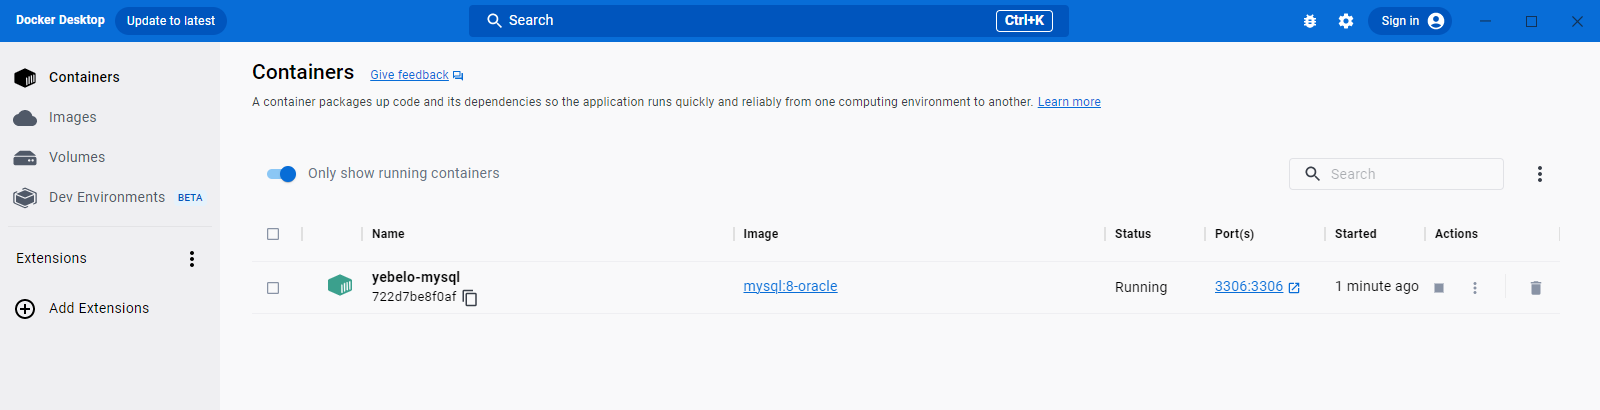 Docker Desktop Update to latest Search Ctrl+K Sign in
Containers
Images
Volumes
Dev Environments BETA
Extensions
Add Extensions
Containers Give feedback
A container packages up code and its dependencies so the application runs quickly and reliably from one computing environment to another. Learn more
Only show running containers Search
Name Image Status Port(s) Started Actions
yebelo-mysql mysql:8-oracle Running 3306:3306 1 minute ago
722d7be8f0af